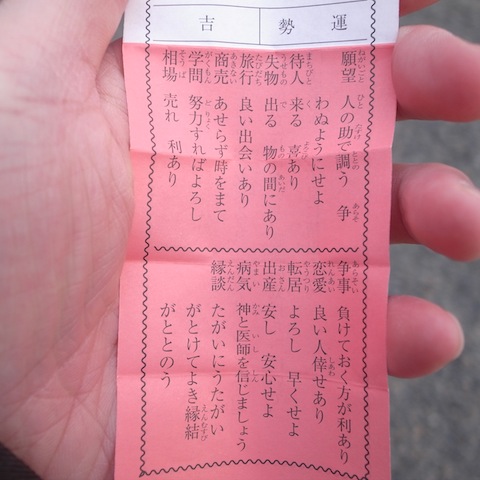 運勢 吉
願望 人の助で調う 争
わぬようにせよ
待人 来る 喜あり
失物 出る 物の間にあり
旅行 良い出会いあり
商売 あせらず時をまて
学問 努力すればよろし
相場 売れ 利あり
争事 負けておく方が利あり
恋愛 良い人倖せあり
転居 よろし 早くせよ
出産 安し 安心せよ
病気 神と医師を信じましょう
縁談 たがいにうたがい
がとけてよき縁結
がととのう